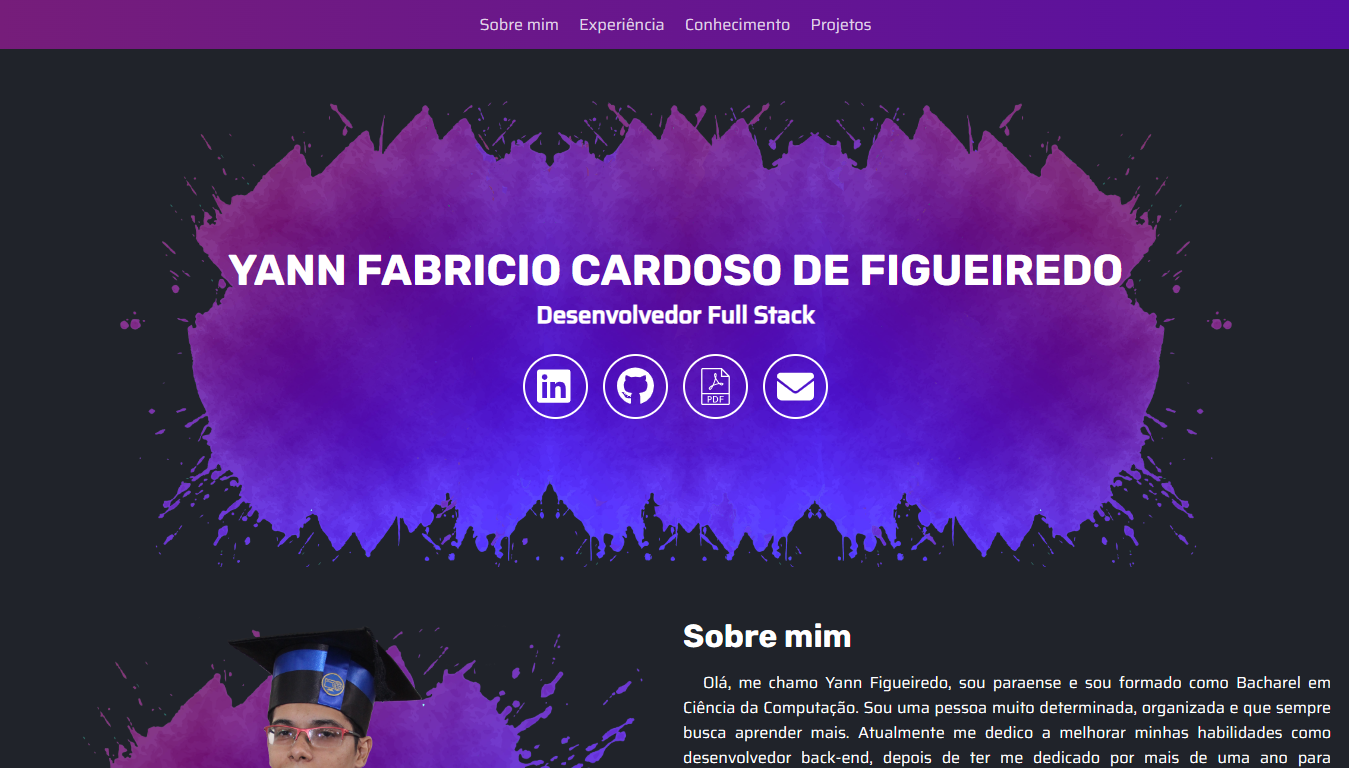 Sobre mim Experiência Conhecimento Projetos
YANN FABRICIO CARDOSO DE FIGUEIREDO
Desenvolvedor Full Stack
in
PDF
Sobre mim
Olá, me chamo Yann Figueiredo, sou paraense e sou formado como Bacharel em
Ciência da Computação. Sou uma pessoa muito determinada, organizada e que sempre
busca aprender mais. Atualmente me dedico a melhorar minhas habilidades como
desenvolvedor back-end, depois de ter me dedicado por mais de uma ano para